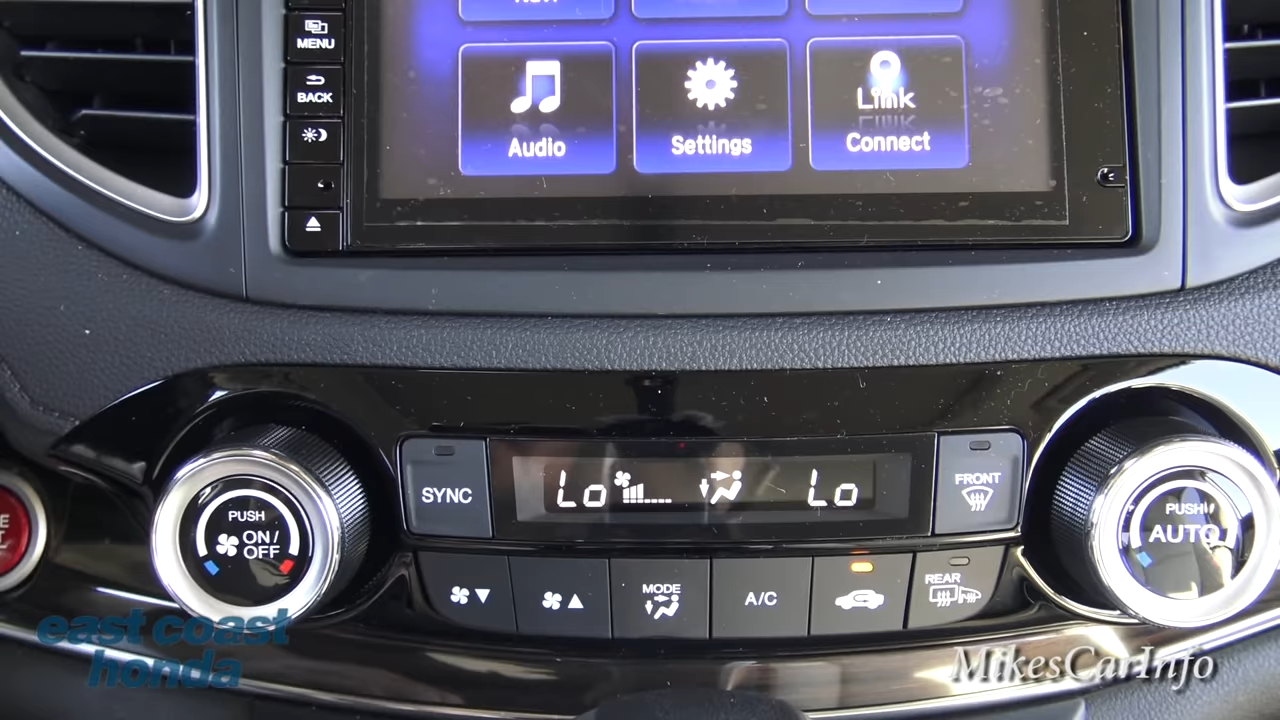 MENU
BACK
Audio
Settings
Link
Connect
SYNC
Lo
Lo
FRONT
PUSH
ON/
OFF
PUSH
AUTO
MODE
A/C
REAR
east coast
honda
MikesCarInfo